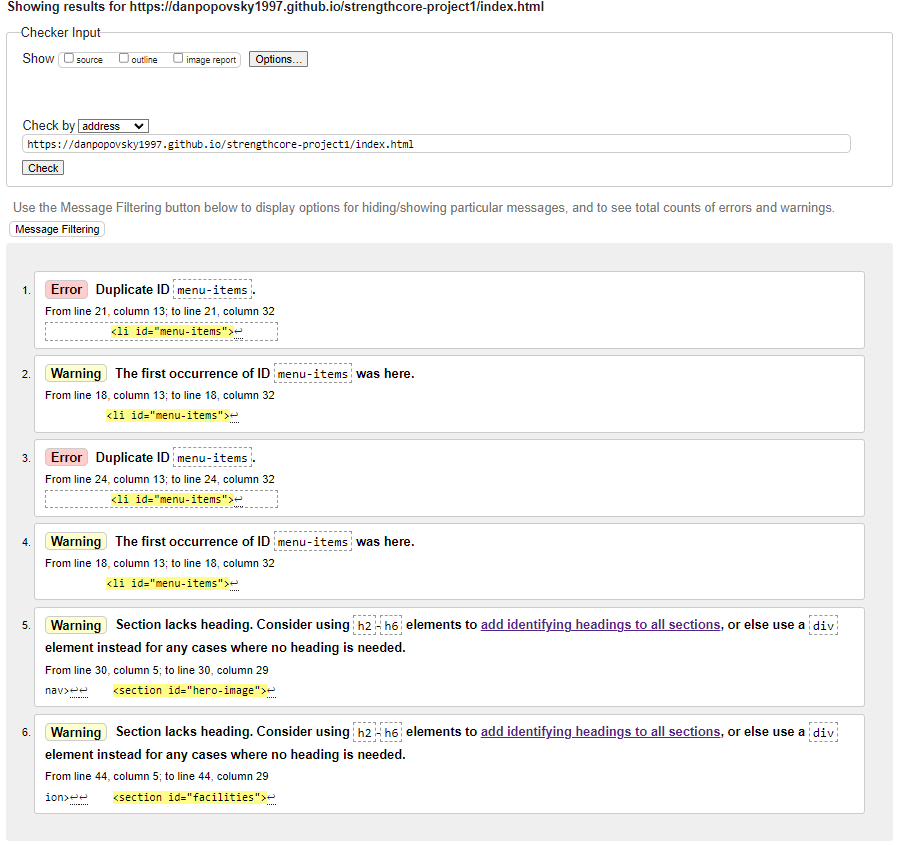 Showing results for https://danpopovsky1997.github.io/strengthcore-project1/index.html
Checker Input
Show source outline image report Options...
Check by address
https://danpopovsky1997.github.io/strengthcore-project1/index.html
Check
Use the Message Filtering button below to display options for hiding/showing particular messages, and to see total counts of errors and warnings.
Message Filtering
1. Error Duplicate ID menu-items.
From line 21, column 13; to line 21, column 32
<li id="menu-items">↩
2. Warning The first occurrence of ID menu-items was here.
From line 18, column 13; to line 18, column 32
<li id="menu-items">↩
3. Error Duplicate ID menu-items.
From line 24, column 13; to line 24, column 32
<li id="menu-items">↩
4. Warning The first occurrence of ID menu-items was here.
From line 18, column 13; to line 18, column 32
<li id="menu-items">↩
5. Warning Section lacks heading. Consider using h2-h6 elements to add identifying headings to all sections, or else use a div
element instead for any cases where no heading is needed.
From line 30, column 5; to line 30, column 29
nav>↩↩ <section id="hero-image">↩
6. Warning Section lacks heading. Consider using h2-h6 elements to add identifying headings to all sections, or else use a div
element instead for any cases where no heading is needed.
From line 44, column 5; to line 44, column 29
ion>↩↩ <section id="facilities">↩